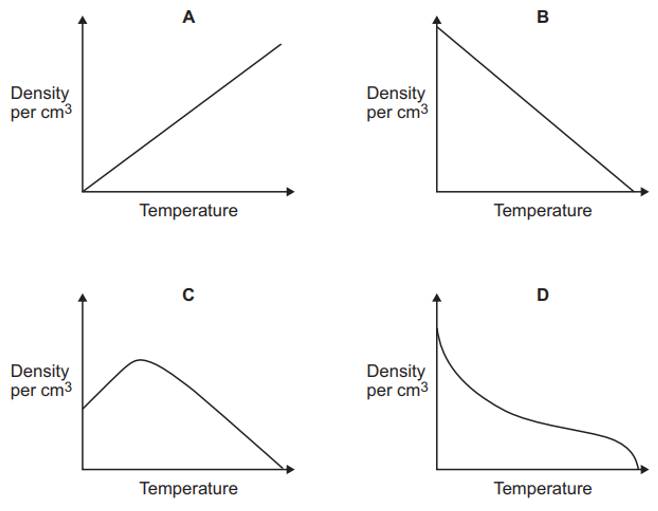 A
Density
per cm3
Temperature
B
Density
per cm3
Temperature
C
Density
per cm3
Temperature
D
Density
per cm3
Temperature